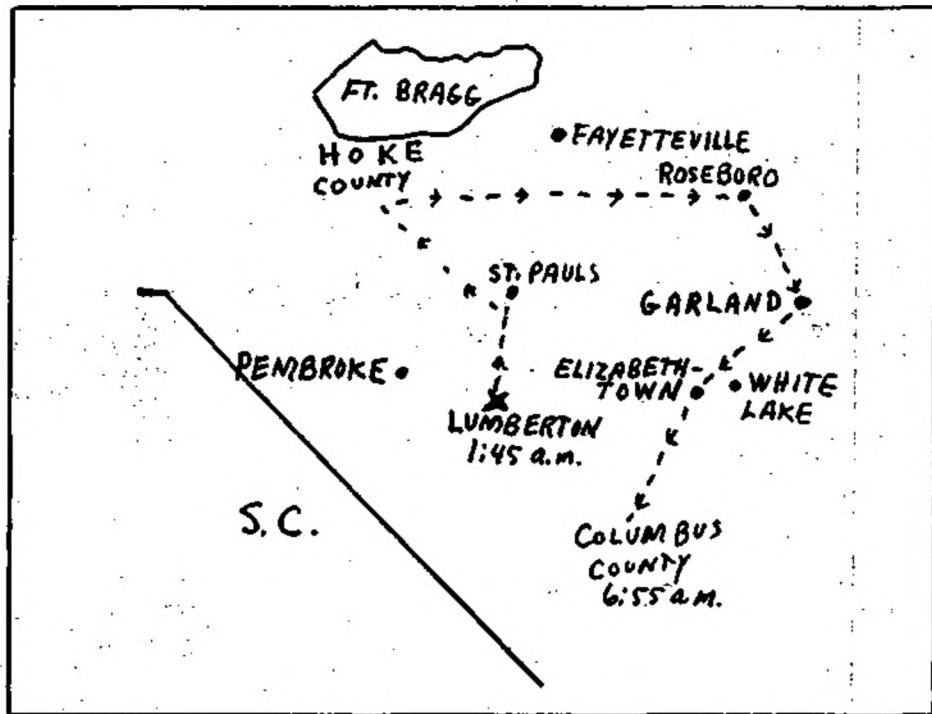 FT. BRAGG
HOKE
COUNTY
FAYETTEVILLE
ROSEBORO
ST. PAULS
GARLAND
PEMBROKE
ELIZABETH-
TOWN
WHITE
LAKE
LUMBERTON
1:45 a.m.
S.C.
COLUMBUS
COUNTY
6:55 a.m.